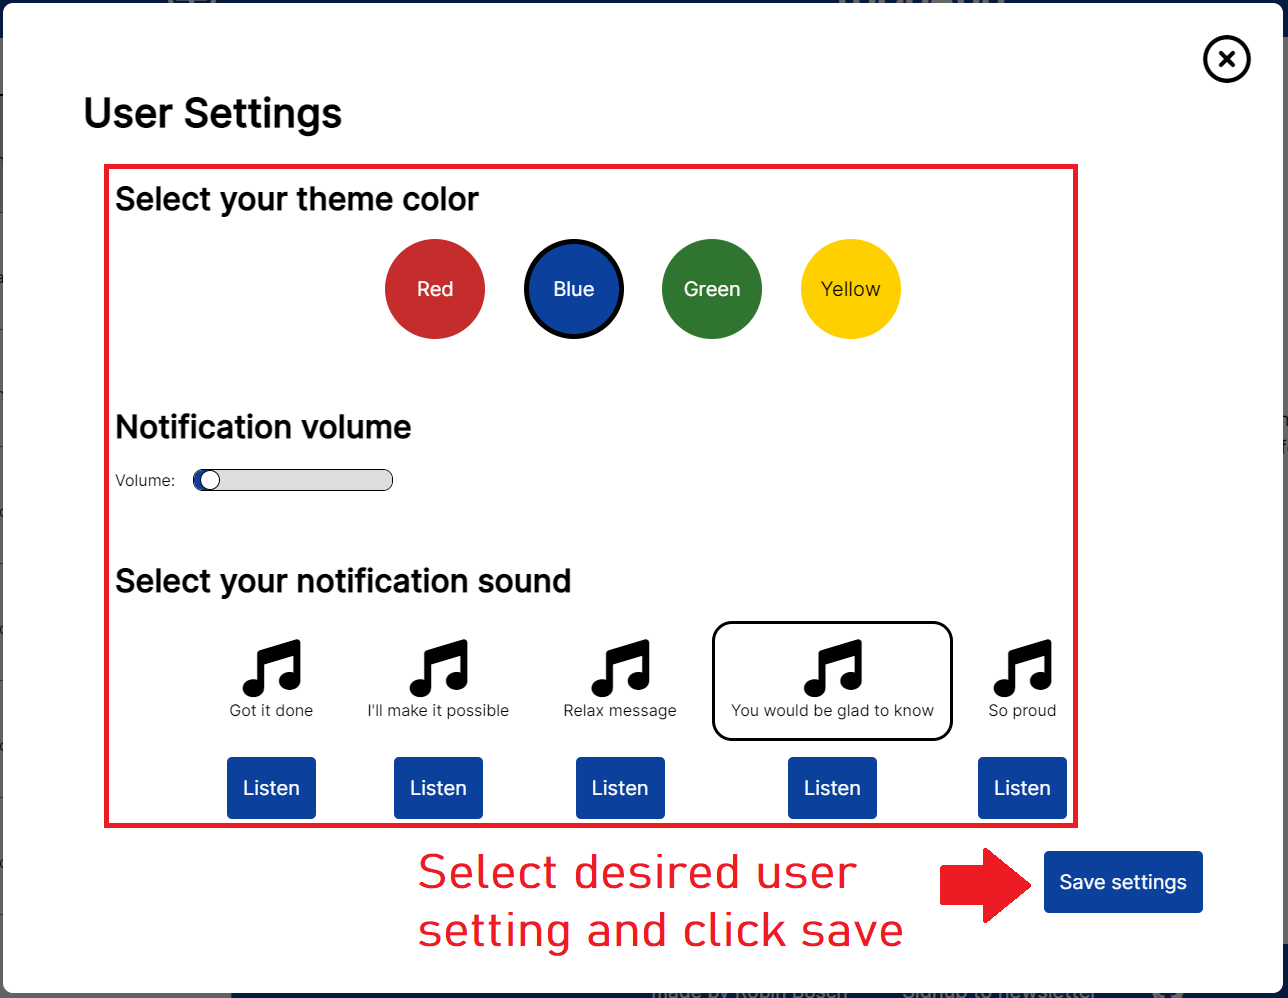 User Settings
Select your theme color
Red Blue Green Yellow
Notification volume
Volume:
Select your notification sound
Got it done I'll make it possible Relax message You would be glad to know So proud
Listen Listen Listen Listen Listen
Select desired user
setting and click save
Save settings